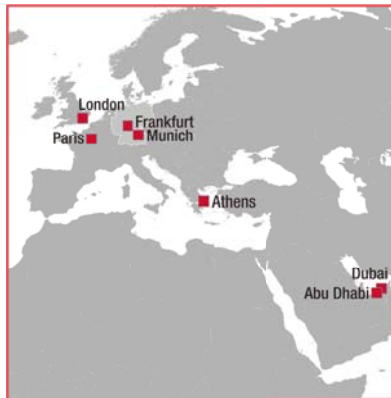 London
Frankfurt
Paris
Munich
Athens
Dubai
Abu Dhabi